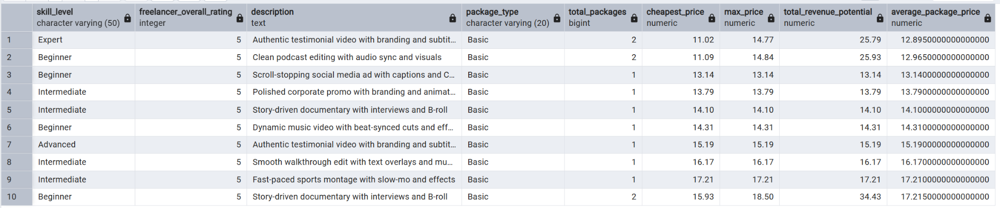 skill_level character varying (50) freelancer_overall_rating integer description text package_type character varying (20) total_packages bigint cheapest_price numeric max_price numeric total_revenue_potential numeric average_package_price numeric
1 Expert 5 Authentic testimonial video with branding and subtit... Basic 2 11.02 14.77 25.79 12.8950000000000000
2 Beginner 5 Clean podcast editing with audio sync and visuals Basic 2 11.09 14.84 25.93 12.9650000000000000
3 Beginner 5 Scroll-stopping social media ad with captions and C... Basic 1 13.14 13.14 13.14 13.1400000000000000
4 Intermediate 5 Polished corporate promo with branding and animat... Basic 1 13.79 13.79 13.79 13.7900000000000000
5 Intermediate 5 Story-driven documentary with interviews and B-roll Basic 1 14.10 14.10 14.10 14.1000000000000000
6 Beginner 5 Dynamic music video with beat-synced cuts and eff... Basic 1 14.31 14.31 14.31 14.3100000000000000
7 Advanced 5 Authentic testimonial video with branding and subtit... Basic 1 15.19 15.19 15.19 15.1900000000000000
8 Intermediate 5 Smooth walkthrough edit with text overlays and mu... Basic 1 16.17 16.17 16.17 16.1700000000000000
9 Intermediate 5 Fast-paced sports montage with slow-mo and effects Basic 1 17.21 17.21 17.21 17.2100000000000000
10 Beginner 5 Story-driven documentary with interviews and B-roll Basic 2 15.93 18.50 34.43 17.2150000000000000